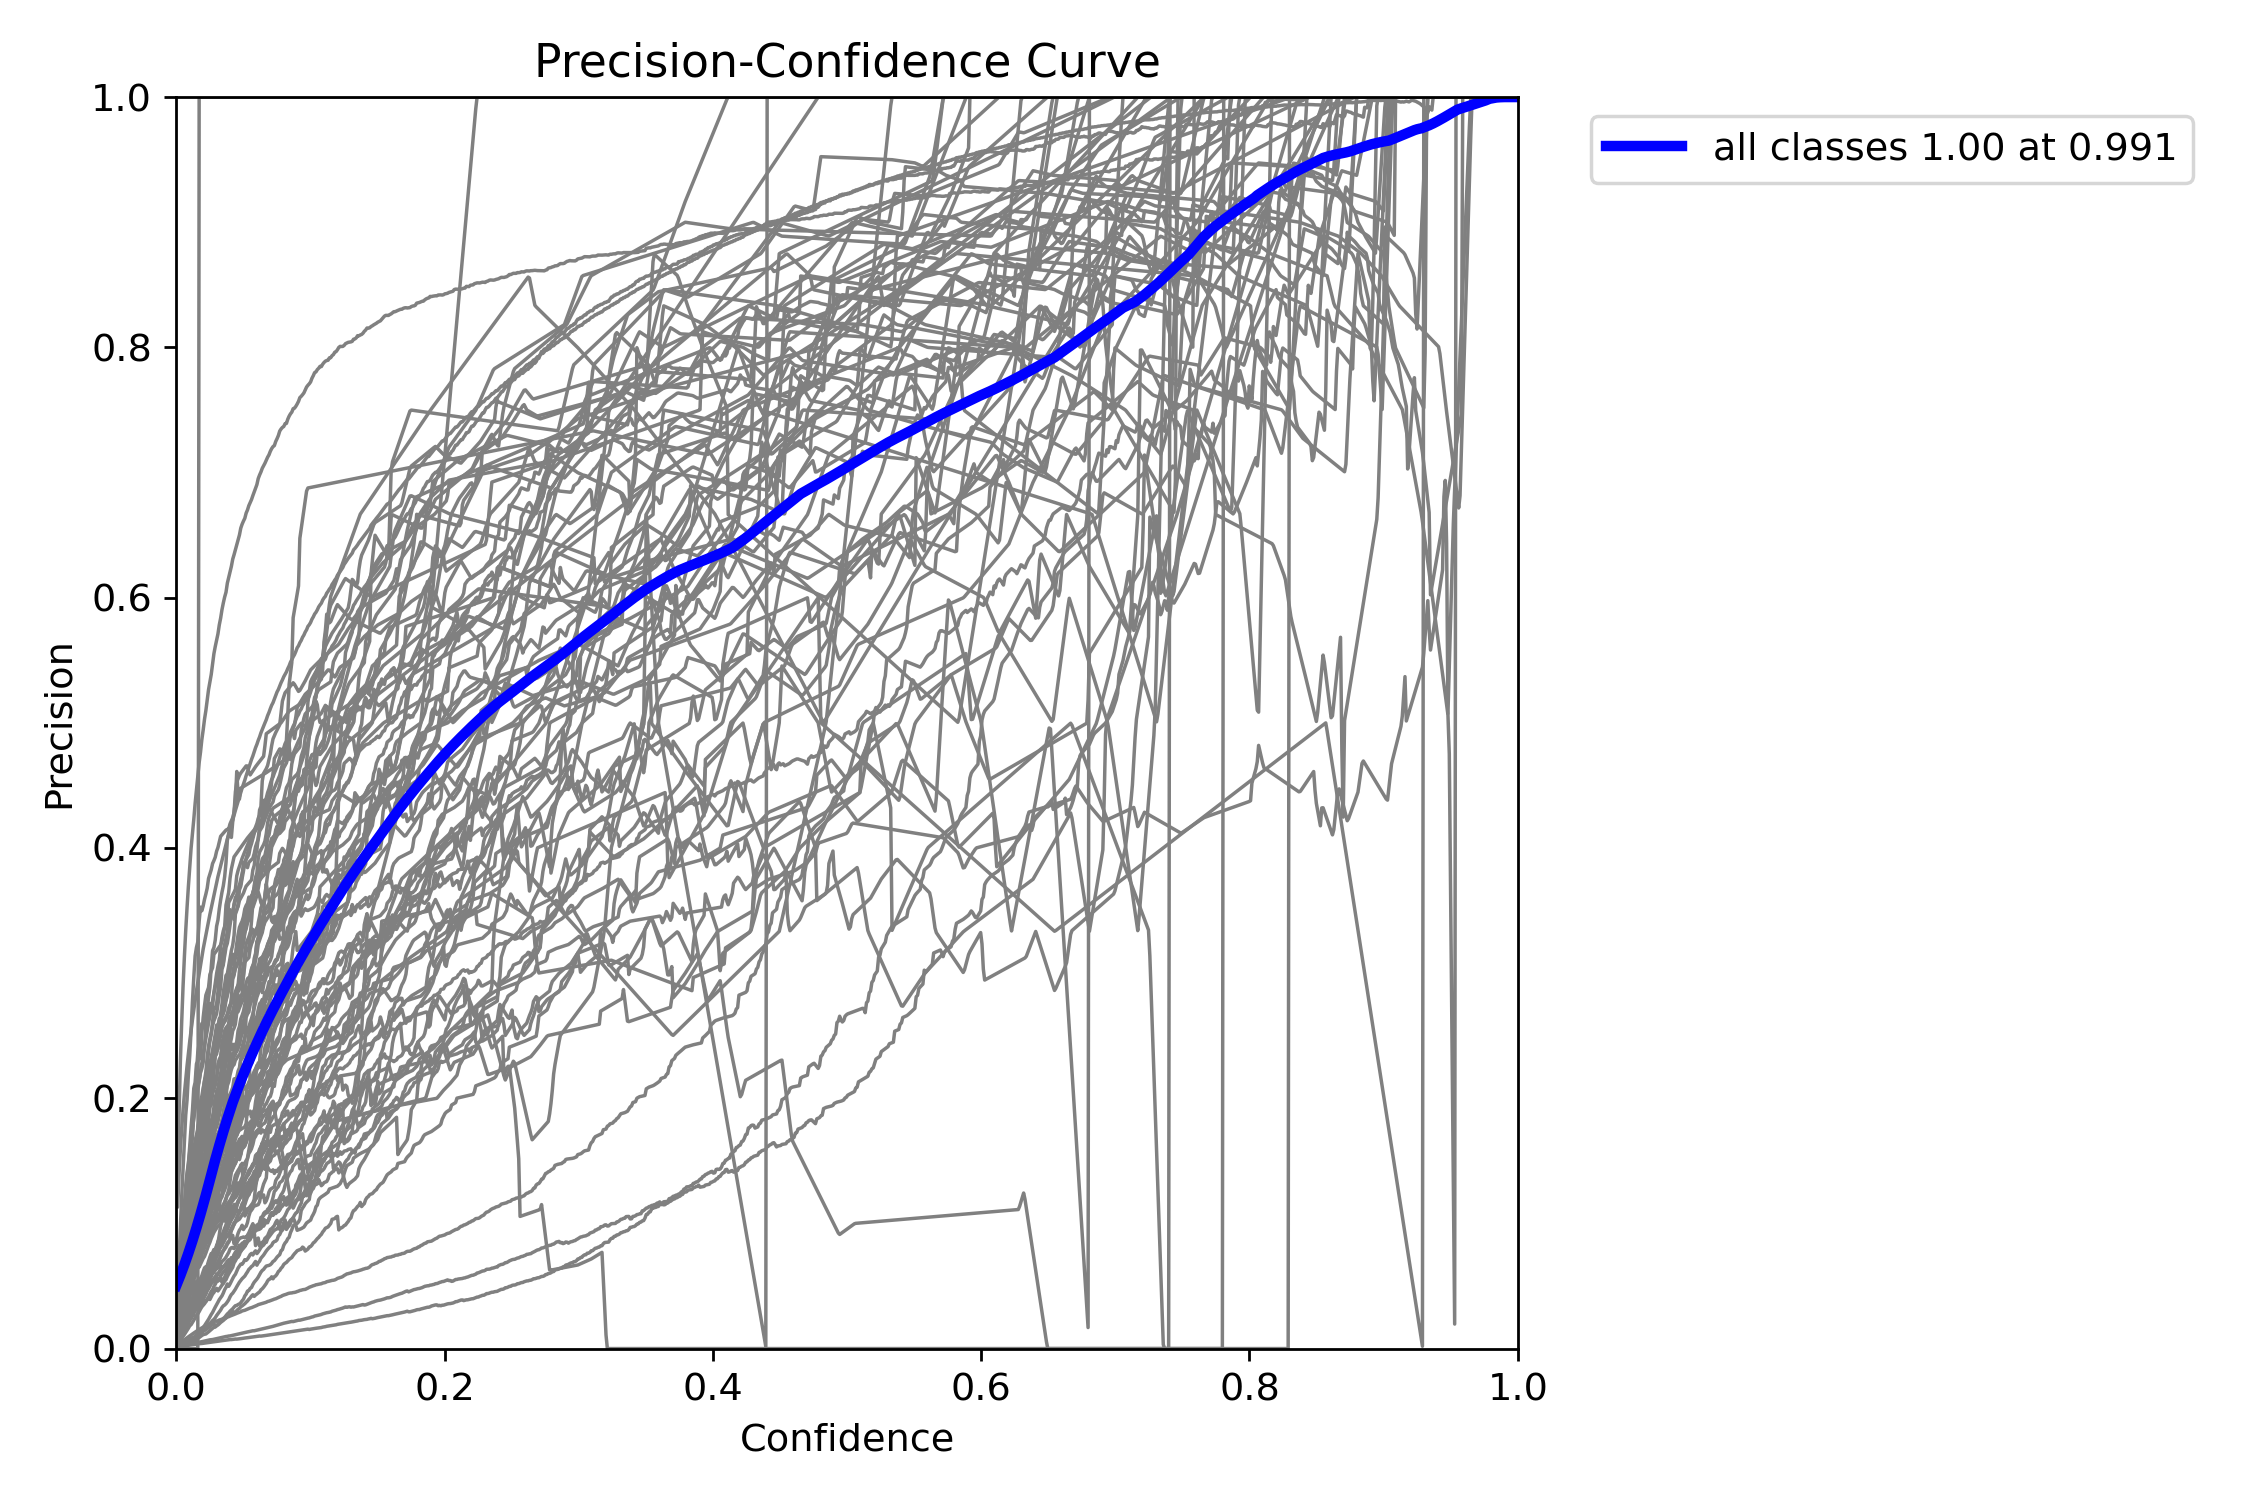 Precision-Confidence Curve
all classes 1.00 at 0.991
1.0
0.8
0.6
0.4
0.2
0.0
Precision
0.0 0.2 0.4 0.6 0.8 1.0
Confidence